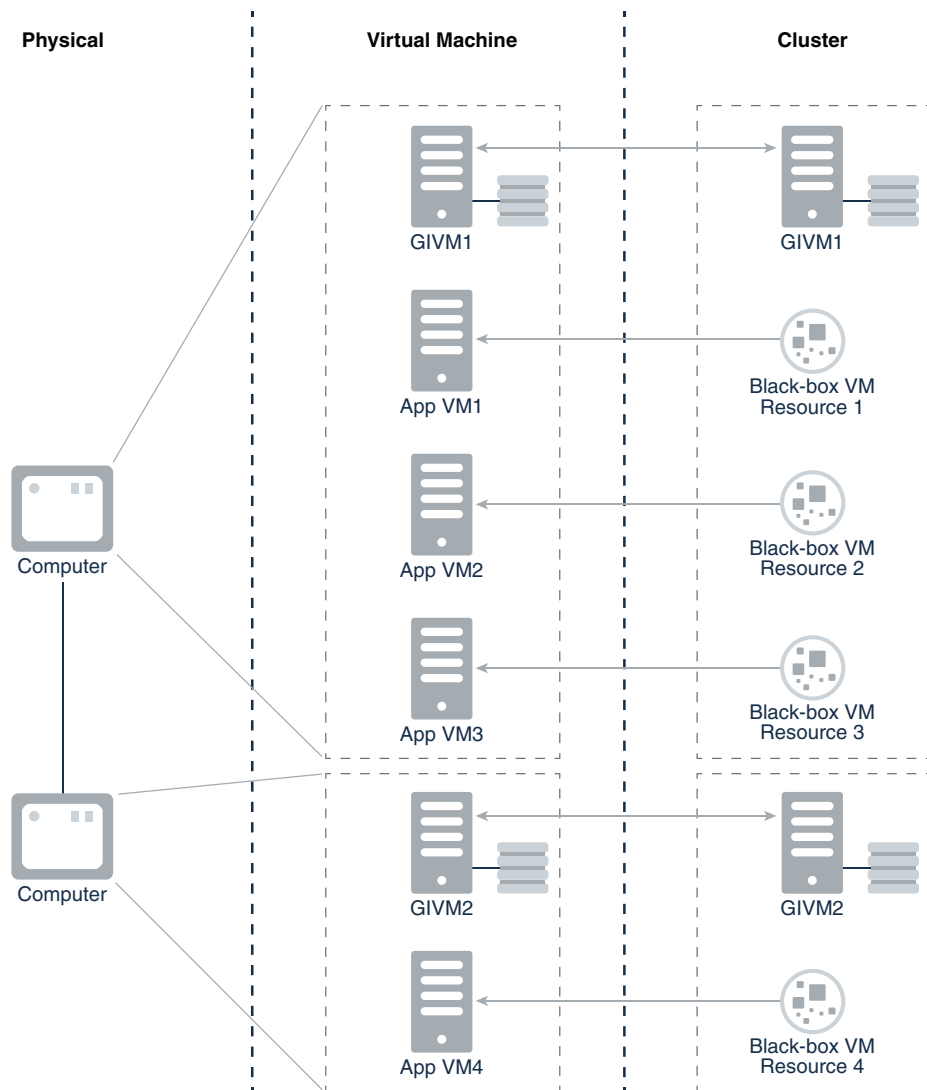 Physical
Virtual Machine
Cluster
GIVM1
GIVM1
App VM1
Black-box VM
Resource 1
Computer
App VM2
Black-box VM
Resource 2
App VM3
Black-box VM
Resource 3
Computer
GIVM2
GIVM2
App VM4
Black-box VM
Resource 4